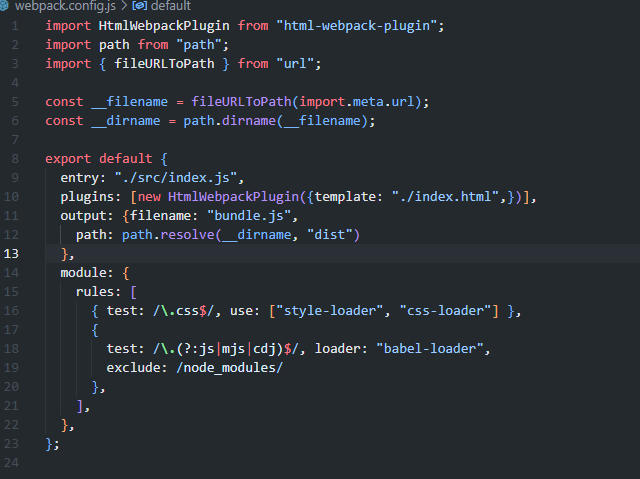 webpack.config.js > default
1 import HtmlWebpackPlugin from "html-webpack-plugin";
2 import path from "path";
3 import { fileURLToPath } from "url";
4
5 const __filename = fileURLToPath(import.meta.url);
6 const __dirname = path.dirname(__filename);
7
8 export default {
9   entry: "./src/index.js",
10   plugins: [new HtmlWebpackPlugin({template: "./index.html",})],
11   output: {filename: "bundle.js",
12     path: path.resolve(__dirname, "dist")
13   },
14   module: {
15     rules: [
16       { test: /\.css$/, use: ["style-loader", "css-loader"] },
17       {
18         test: /\.(?:js|mjs|cdj)$/, loader: "babel-loader",
19         exclude: /node_modules/
20       },
21     ],
22   },
23 };
24